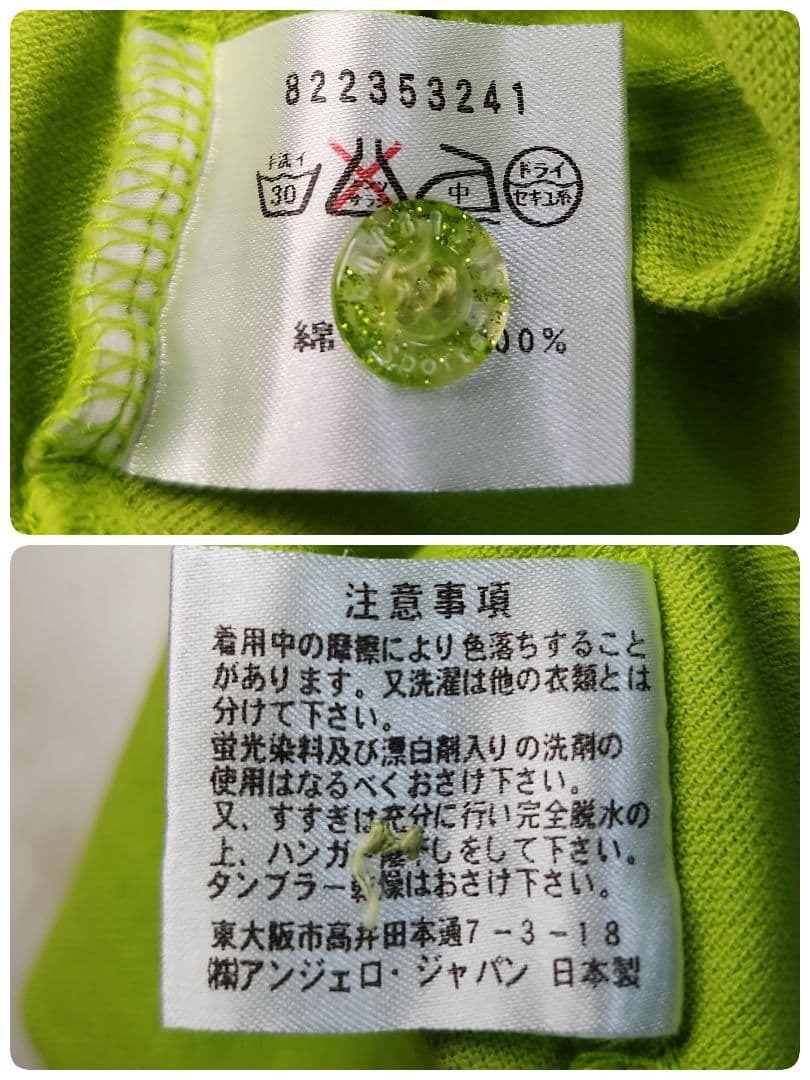 822353241
手洗イ
30
中
ドライ
セキユ系
綿
00%
SPORT
注意事項
着用中の摩擦により色落ちすること
があります。又洗濯は他の衣類とは
分けて下さい。
蛍光染料及び漂白剤入りの洗剤の
使用はなるべくおさけ下さい。
又、すすぎは充分に行い完全脱水の
上、ハンガー陰干しをして下さい。
タンブラー乾燥はおさけ下さい。
東大阪市高井田本通7-3-18
㈱アンジェロ・ジャパン 日本製